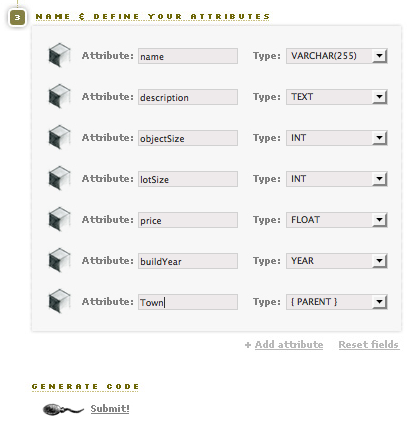 3 NAME & DEFINE YOUR ATTRIBUTES
Attribute: name Type: VARCHAR(255)
Attribute: description Type: TEXT
Attribute: objectSize Type: INT
Attribute: lotSize Type: INT
Attribute: price Type: FLOAT
Attribute: buildYear Type: YEAR
Attribute: Town Type: { PARENT }
+ Add attribute Reset fields
GENERATE CODE
Submit!